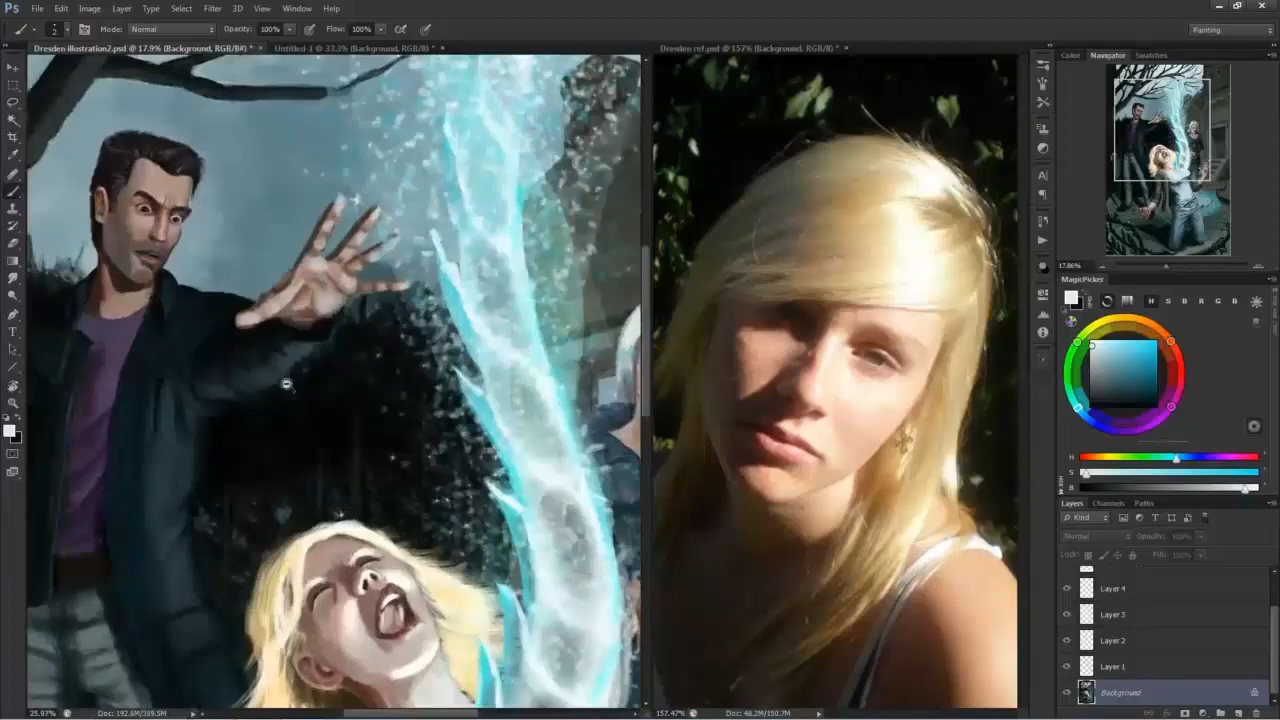 Ps File Edit Image Layer Type Select Filter 3D View Window Help
2 Mode: Normal Opacity: 100% Flow: 100% Painting
Dresden illustration2.psd @ 17.9% (Background, RGB/8#) * × Untitled-1 @ 33.3% (Background, RGB/8) * × Dresden ref.psd @ 157% (Background, RGB/8) * ×
Color Navigator Swatches
17.86%
MagicPicker
H S B R G B
H
S
B
Layers Channels Paths
Kind
Normal Opacity: 100%
Lock: Fill: 100%
Layer 4
Layer 3
Layer 2
Layer 1
Background
25.97% Doc: 192.6M/389.5M 157.47% Doc: 48.2M/150.7M